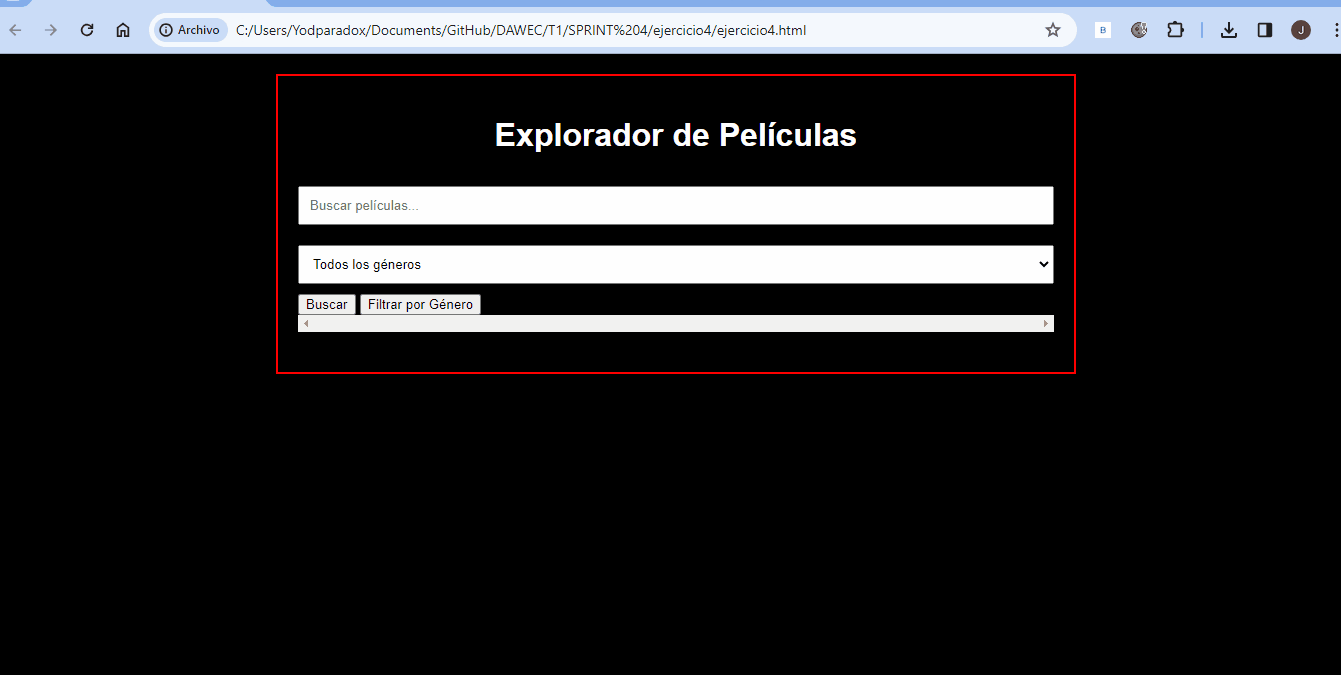 Archivo C:/Users/Yodparadox/Documents/GitHub/DAWEC/T1/SPRINT%204/ejercicio4/ejercicio4.html B J
Explorador de Películas
Buscar películas...
Todos los géneros
Buscar Filtrar por Género